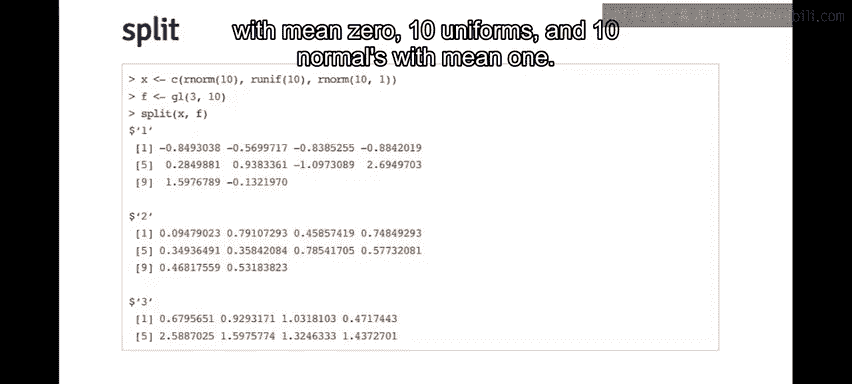 split
with mean zero, 10 uniforms, and 10
normal's with mean one.
bili.com
> x <- c(rnorm(10), runif(10), rnorm(10, 1))
> f <- gl(3, 10)
> split(x, f)
$‘1’
[1] -0.8493038 -0.5699717 -0.8385255 -0.8842019
[5] 0.2849881 0.9383361 -1.0973089 2.6949703
[9] 1.5976789 -0.1321970
$‘2’
[1] 0.09479023 0.79107293 0.45857419 0.74849293
[5] 0.34936491 0.35842084 0.78541705 0.57732081
[9] 0.46817559 0.53183823
$‘3’
[1] 0.6795651 0.9293171 1.0318103 0.4717443
[5] 2.5887025 1.5975774 1.3246633 1.4372701